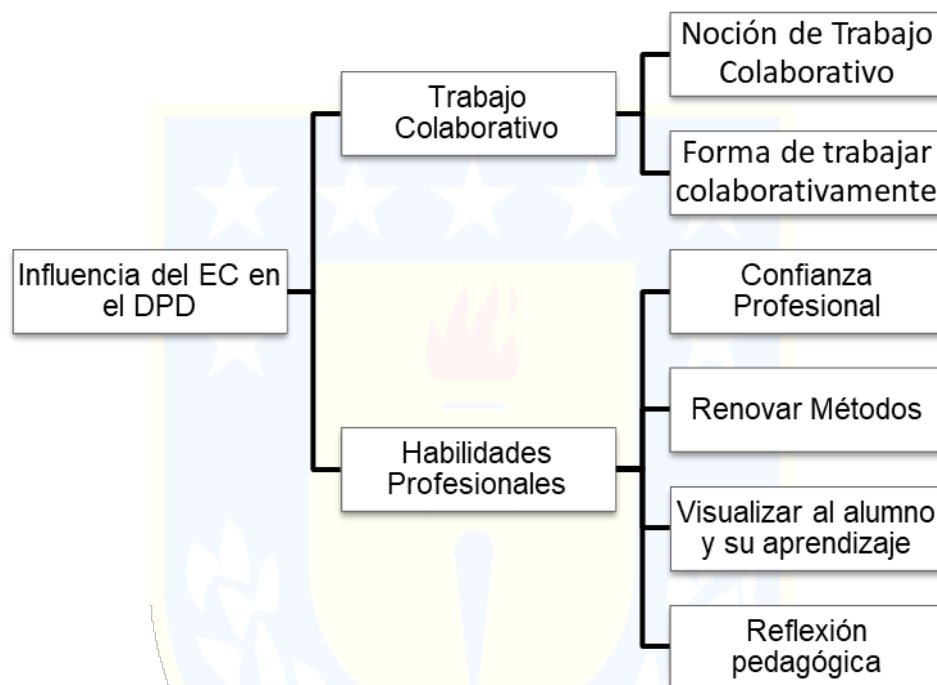 Influencia del EC en
el DPD
Trabajo
Colaborativo
Noción de Trabajo
Colaborativo
Forma de trabajar
colaborativamente
Habilidades
Profesionales
Confianza
Profesional
Renovar Métodos
Visualizar al alumno
y su aprendizaje
Reflexión
pedagógica